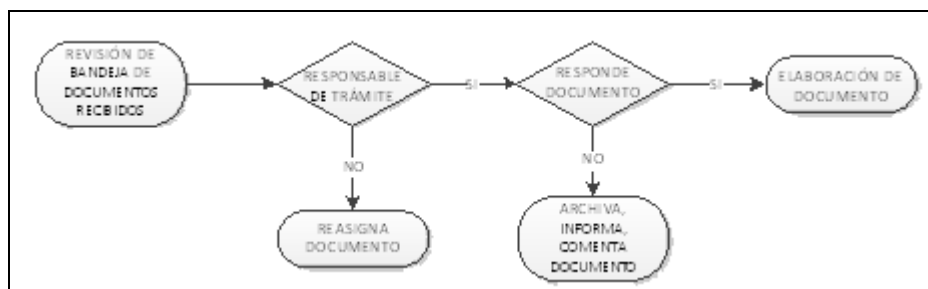 REVISIÓN DE
BANDEJA DE
DOCUMENTOS
RECIBIDOS
RESPONSABLE
DE TRÁMITE
SI
RESPONDE
DOCUMENTO
SI
ELABORACIÓN DE
DOCUMENTO
NO
REASIGNA
DOCUMENTO
NO
ARCHIVA,
INFORMA,
COMENTA
DOCUMENTO